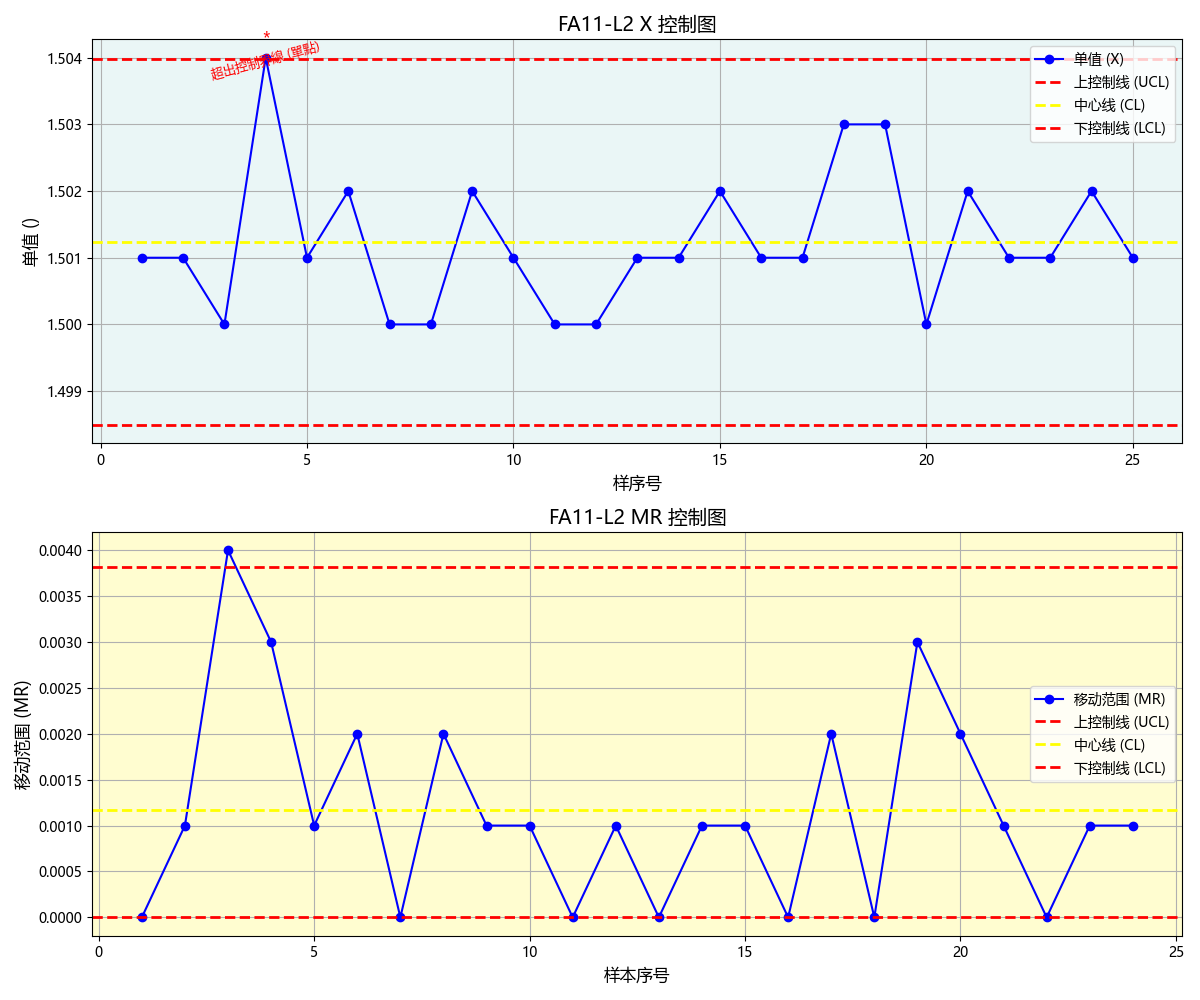 FA11-L2 X 控制图
*
超出控制界線 (單點)
1.504
1.503
1.502
1.501
1.500
1.499
单值 ()
单值 (X)
上控制线 (UCL)
中心线 (CL)
下控制线 (LCL)
0 5 10 15 20 25
样序号
FA11-L2 MR 控制图
0.0040
0.0035
0.0030
0.0025
0.0020
0.0015
0.0010
0.0005
0.0000
移动范围 (MR)
移动范围 (MR)
上控制线 (UCL)
中心线 (CL)
下控制线 (LCL)
0 5 10 15 20 25
样本序号